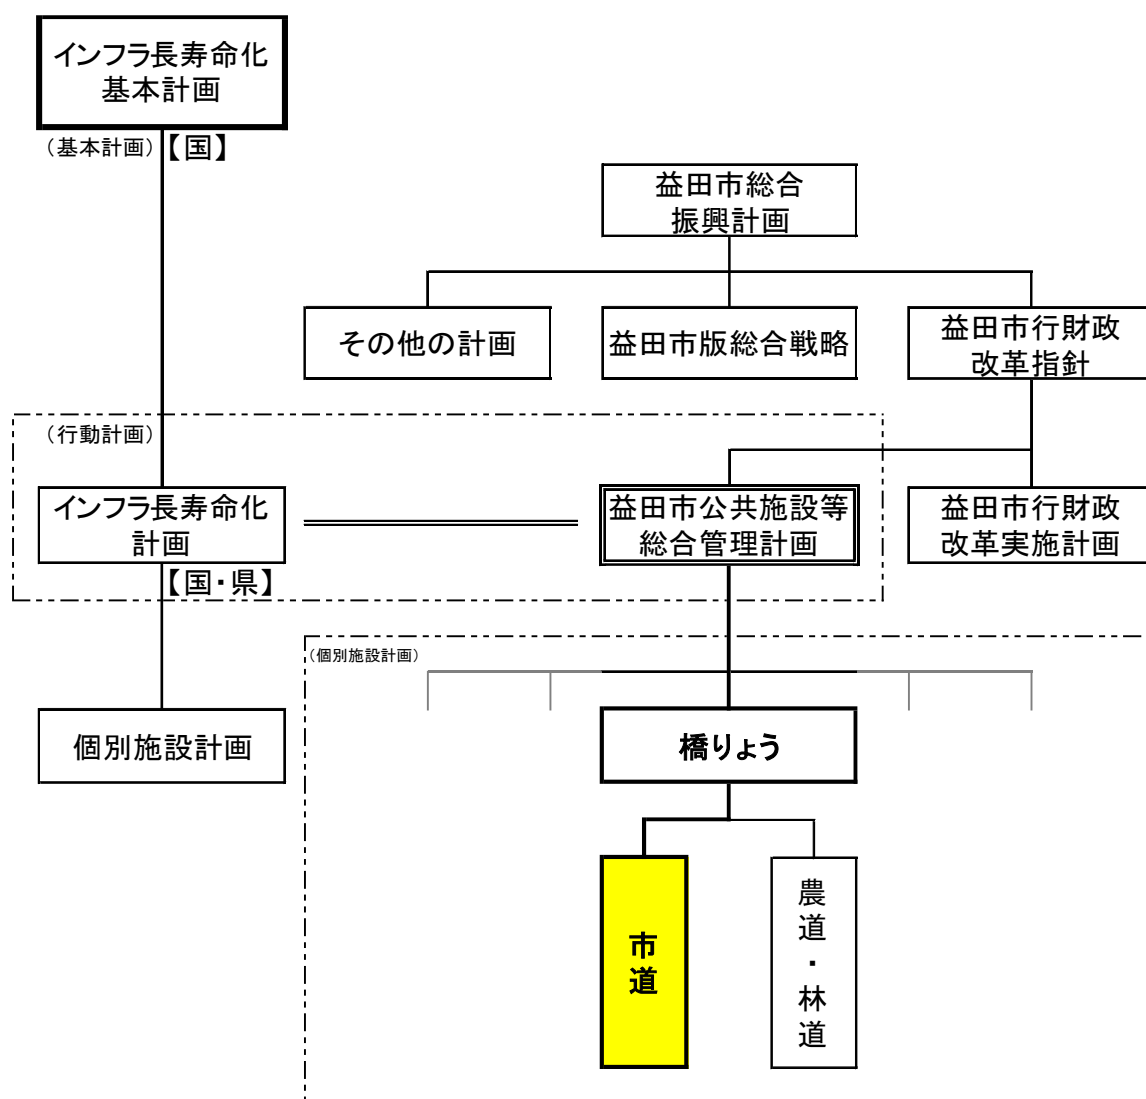 インフラ長寿命化
基本計画
（基本計画）【国】
益田市総合
振興計画
その他の計画
益田市版総合戦略
益田市行財政
改革指針
（行動計画）
インフラ長寿命化
計画
【国・県】
益田市公共施設等
総合管理計画
益田市行財政
改革実施計画
（個別施設計画）
個別施設計画
橋りょう
市道
農道・林道